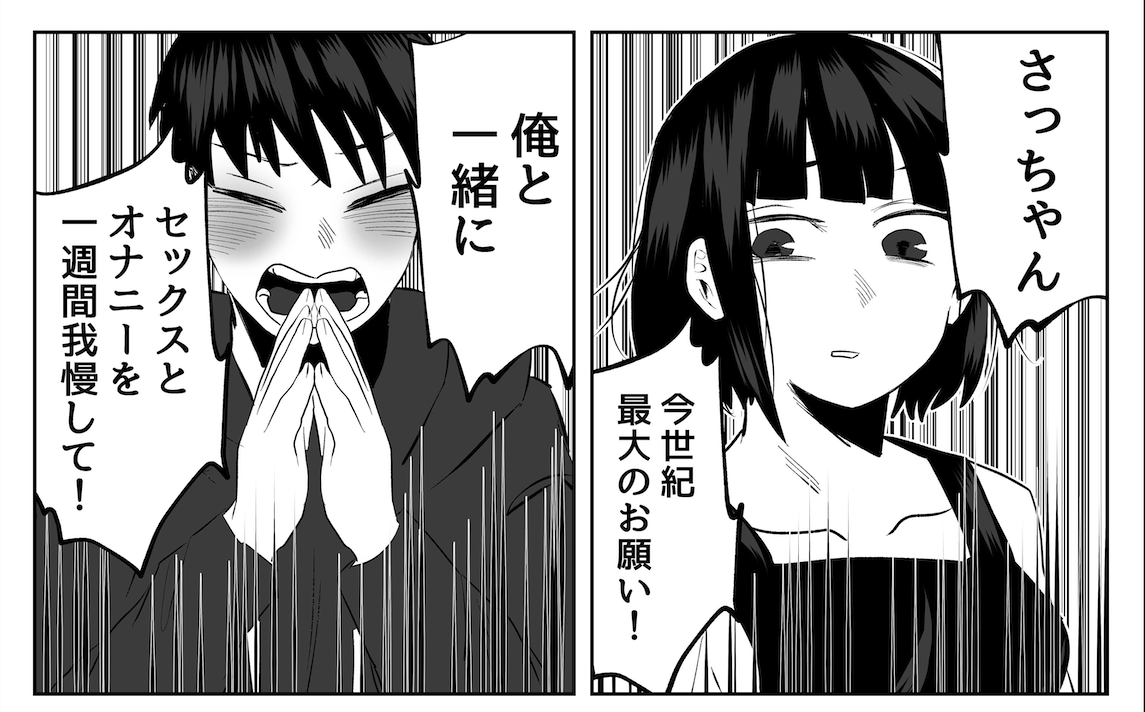 さっちゃん
今世紀
最大のお願い!
俺と
一緒に
セックスと
オナニーを
一週間我慢して!